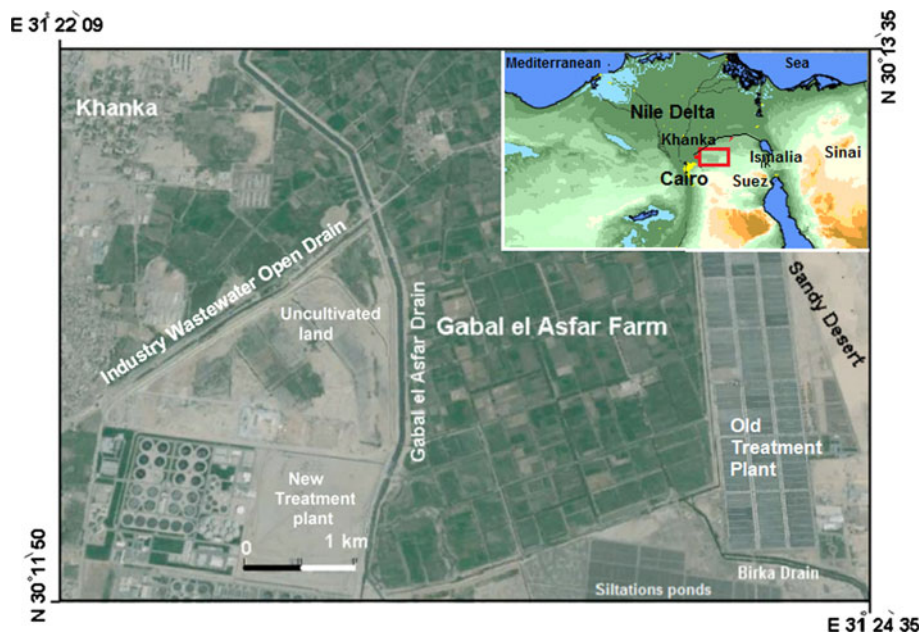 E 31° 22' 09
N 30° 13' 35
Mediterranean
Sea
Nile Delta
Khanka
Ismalia
Sinai
Cairo
Suez
Khanka
Industry Wastewater Open Drain
Uncultivated
land
Gabal el Asfar Drain
Gabal el Asfar Farm
Sandy Desert
Old
Treatment
Plant
New
Treatment
plant
0
1 km
Birka Drain
Siltations ponds
N 30° 11' 50
E 31° 24' 35